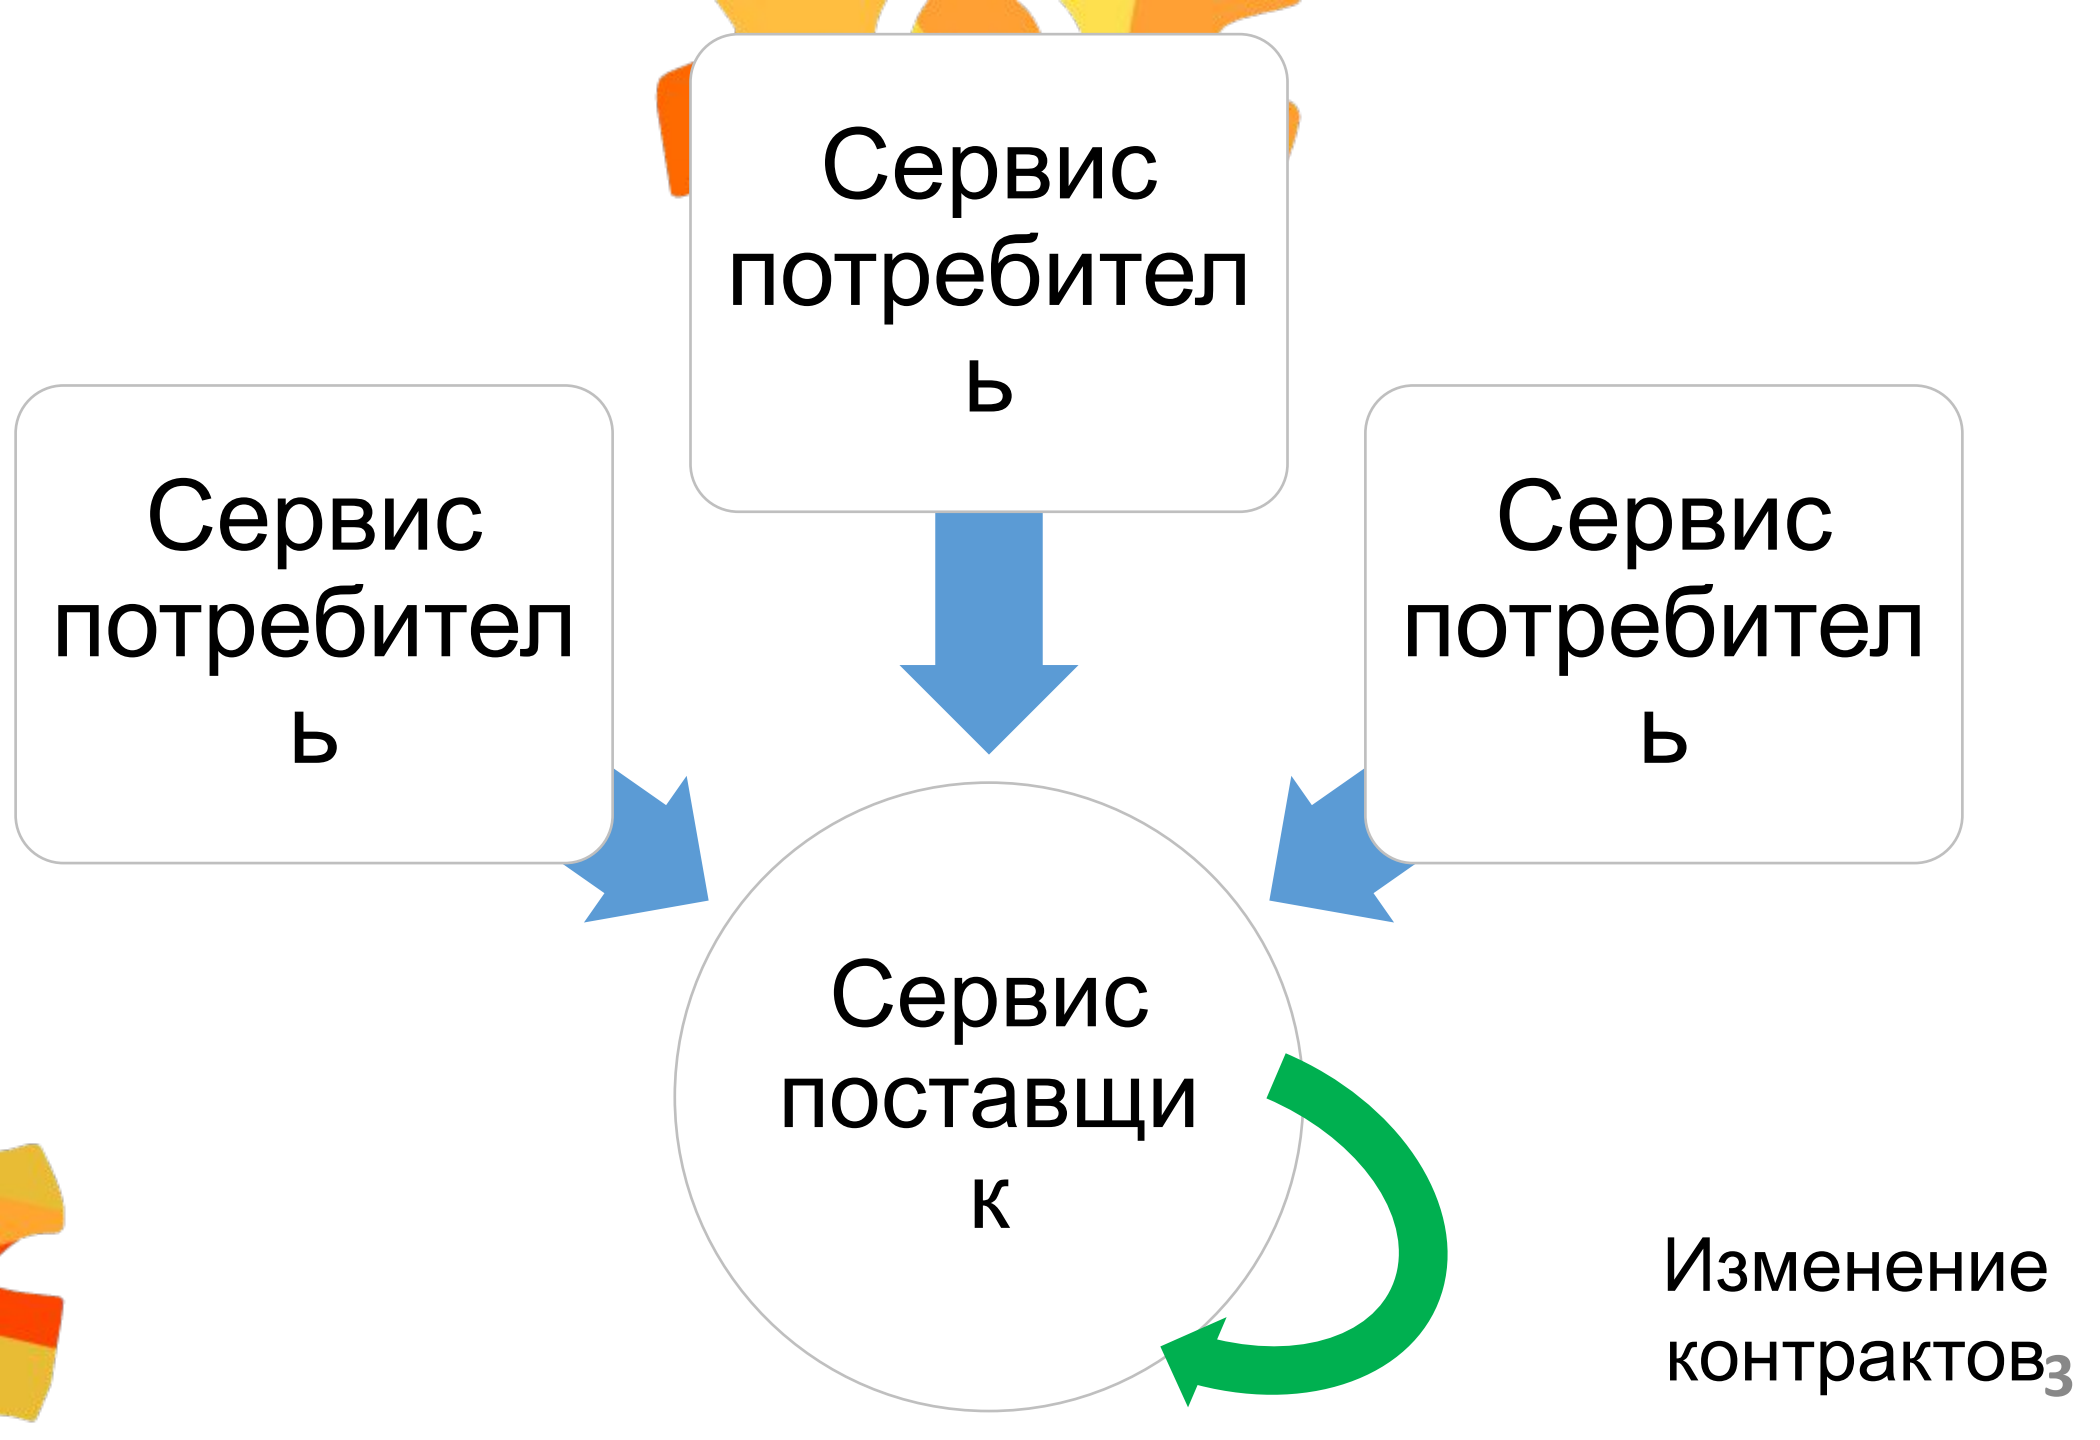 Сервис
потребител
ь
Сервис
потребител
ь
Сервис
потребител
ь
Сервис
поставщи
к
Изменение
контрактов
3